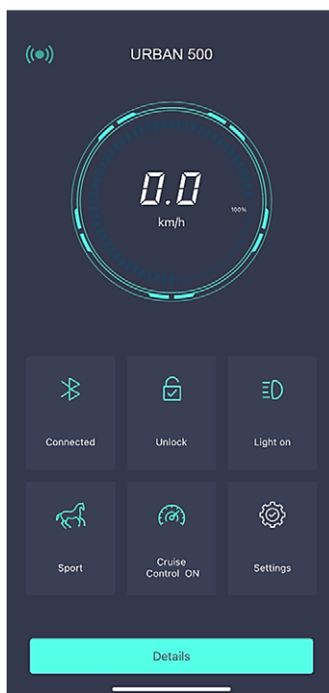 URBAN 500
0.0
100%
km/h
Connected
Unlock
Light on
Sport
Cruise
Control ON
Settings
Details